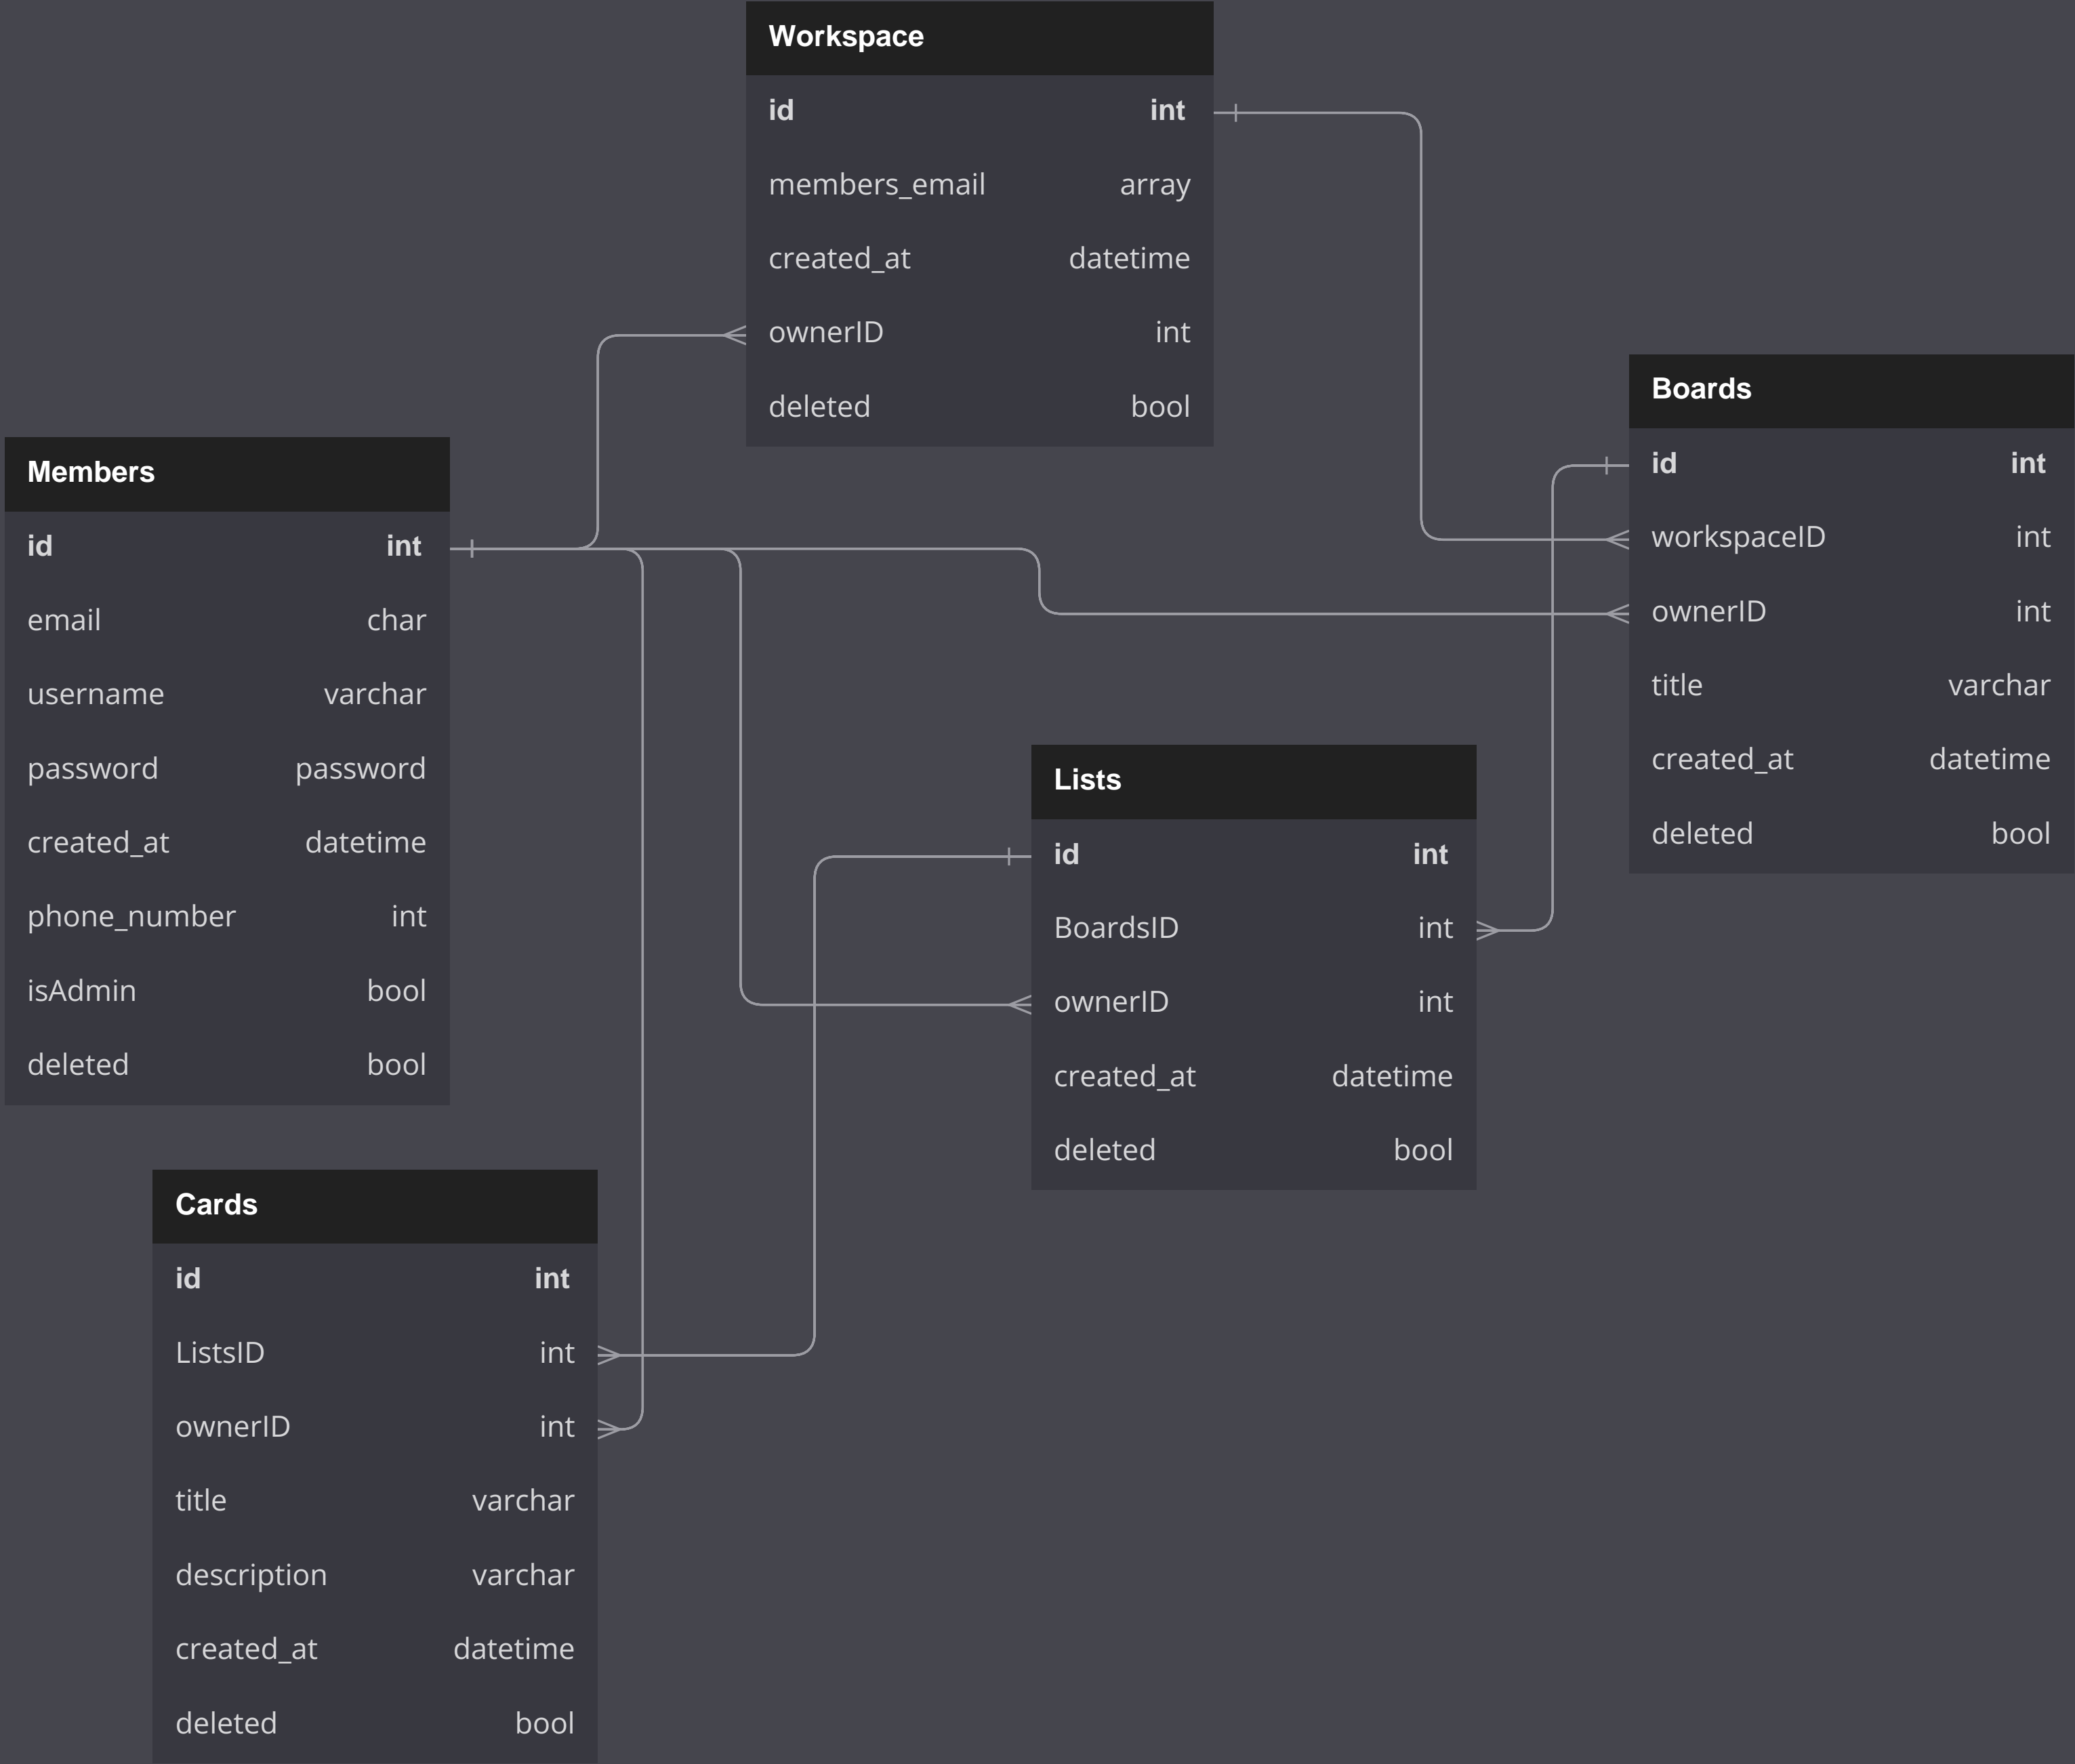 Workspace
id int
members_email array
created_at datetime
ownerID int
deleted bool
Members
id int
email char
username varchar
password password
created_at datetime
phone_number int
isAdmin bool
deleted bool
Boards
id int
workspaceID int
ownerID int
title varchar
created_at datetime
deleted bool
Lists
id int
BoardsID int
ownerID int
created_at datetime
deleted bool
Cards
id int
ListsID int
ownerID int
title varchar
description varchar
created_at datetime
deleted bool